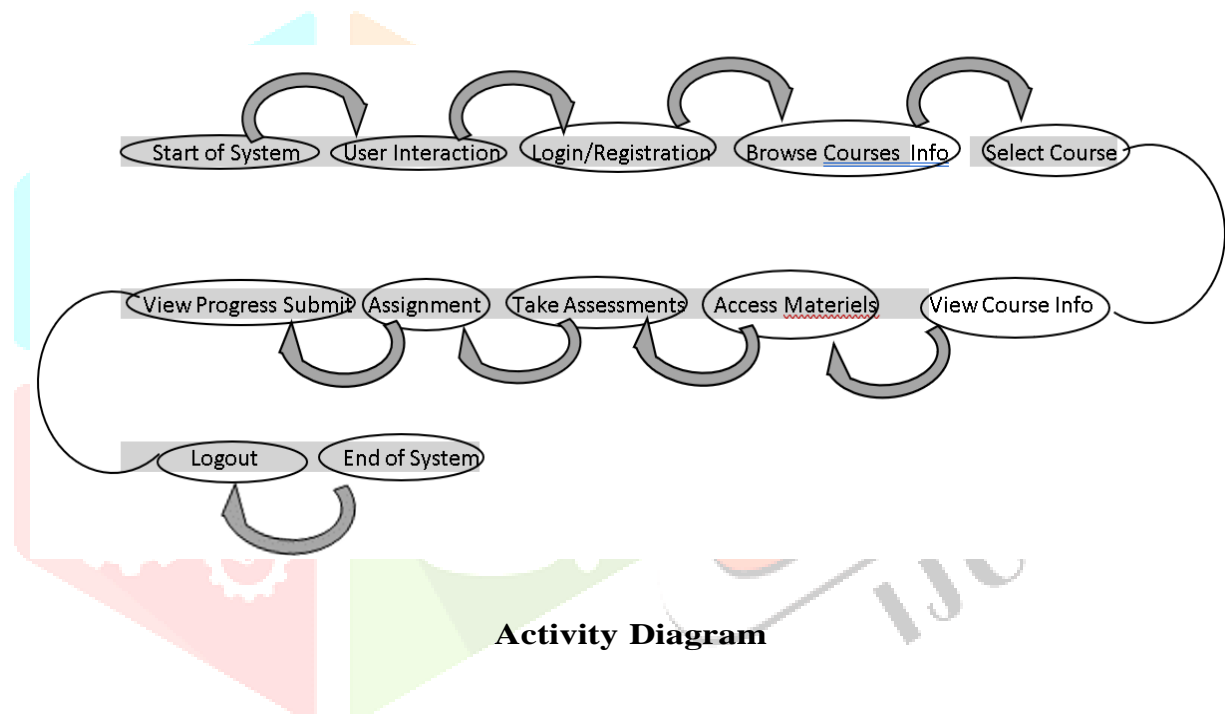 Start of System User Interaction Login/Registration Browse Courses Info Select Course
View Progress Submit Assignment Take Assessments Access Materiels View Course Info
Logout End of System
IJC
Activity Diagram